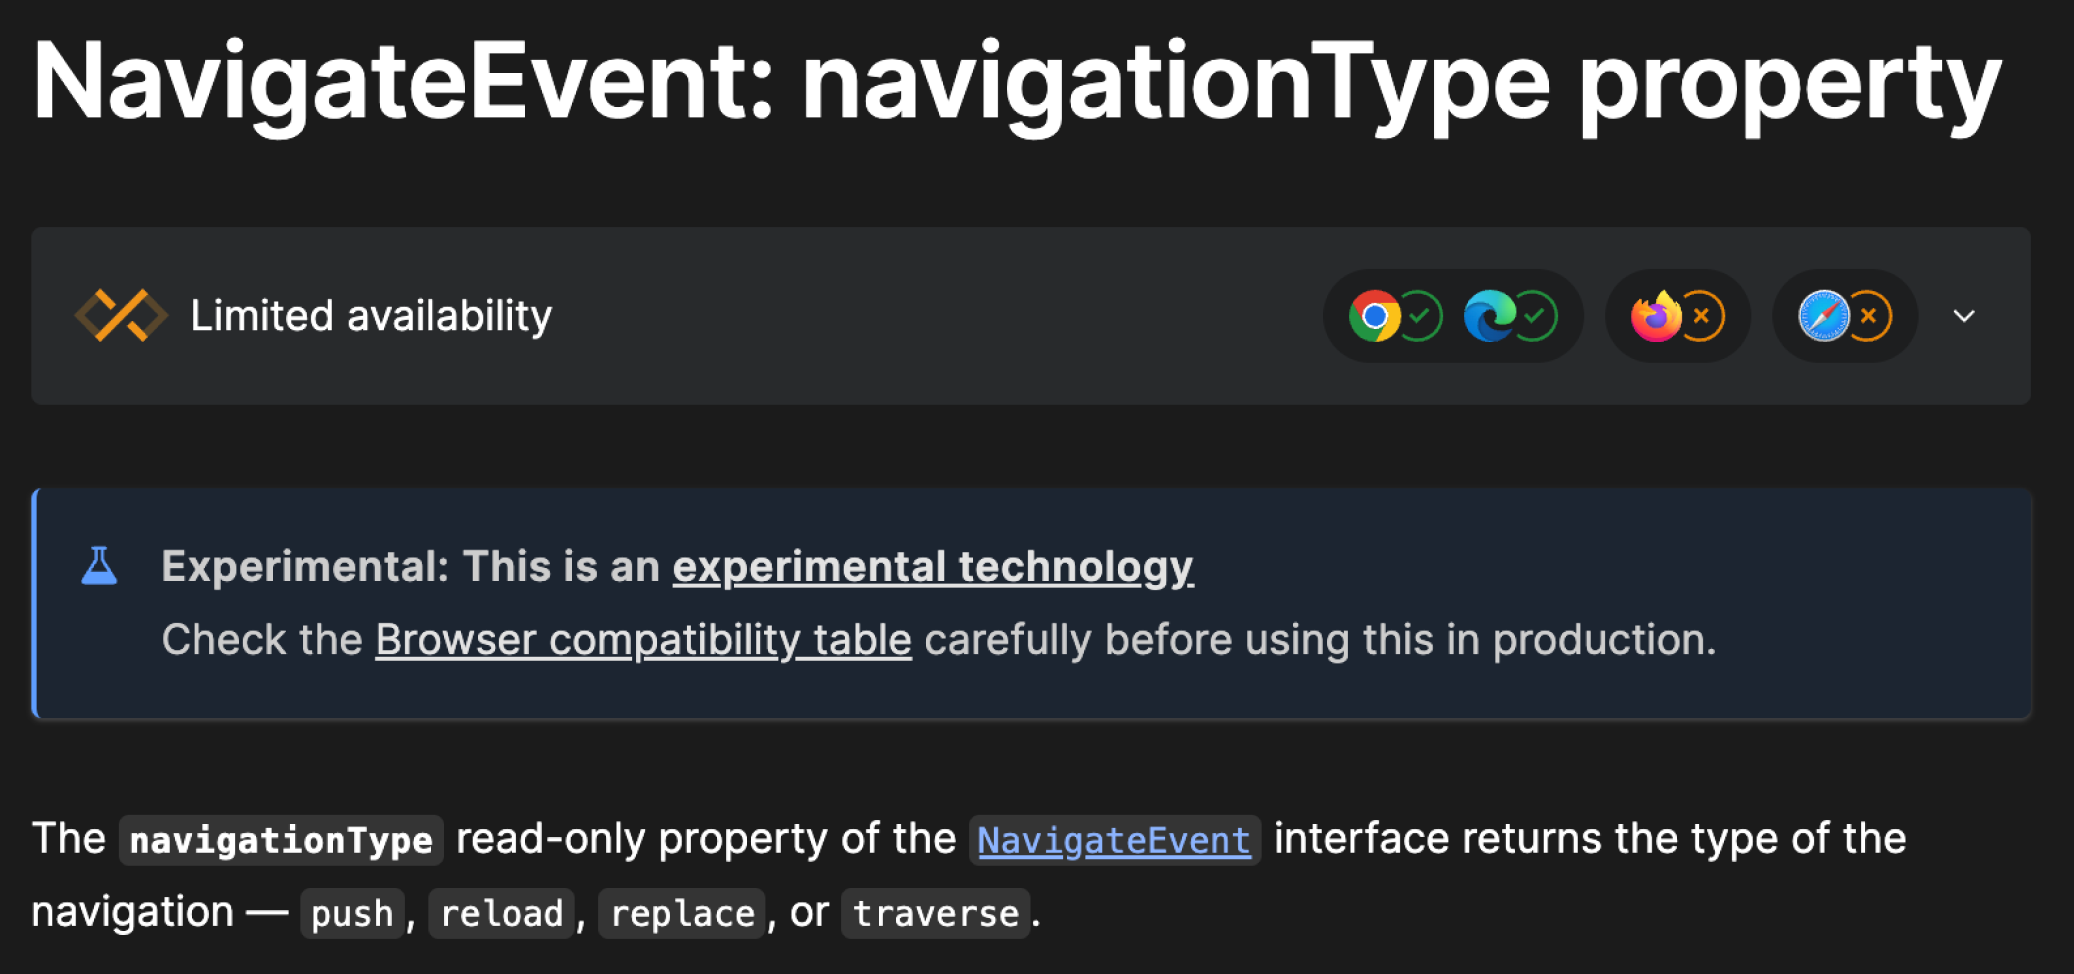 NavigateEvent: navigationType property
Limited availability
Experimental: This is an experimental technology
Check the Browser compatibility table carefully before using this in production.
The navigationType read-only property of the NavigateEvent interface returns the type of the
navigation — push, reload, replace, or traverse.